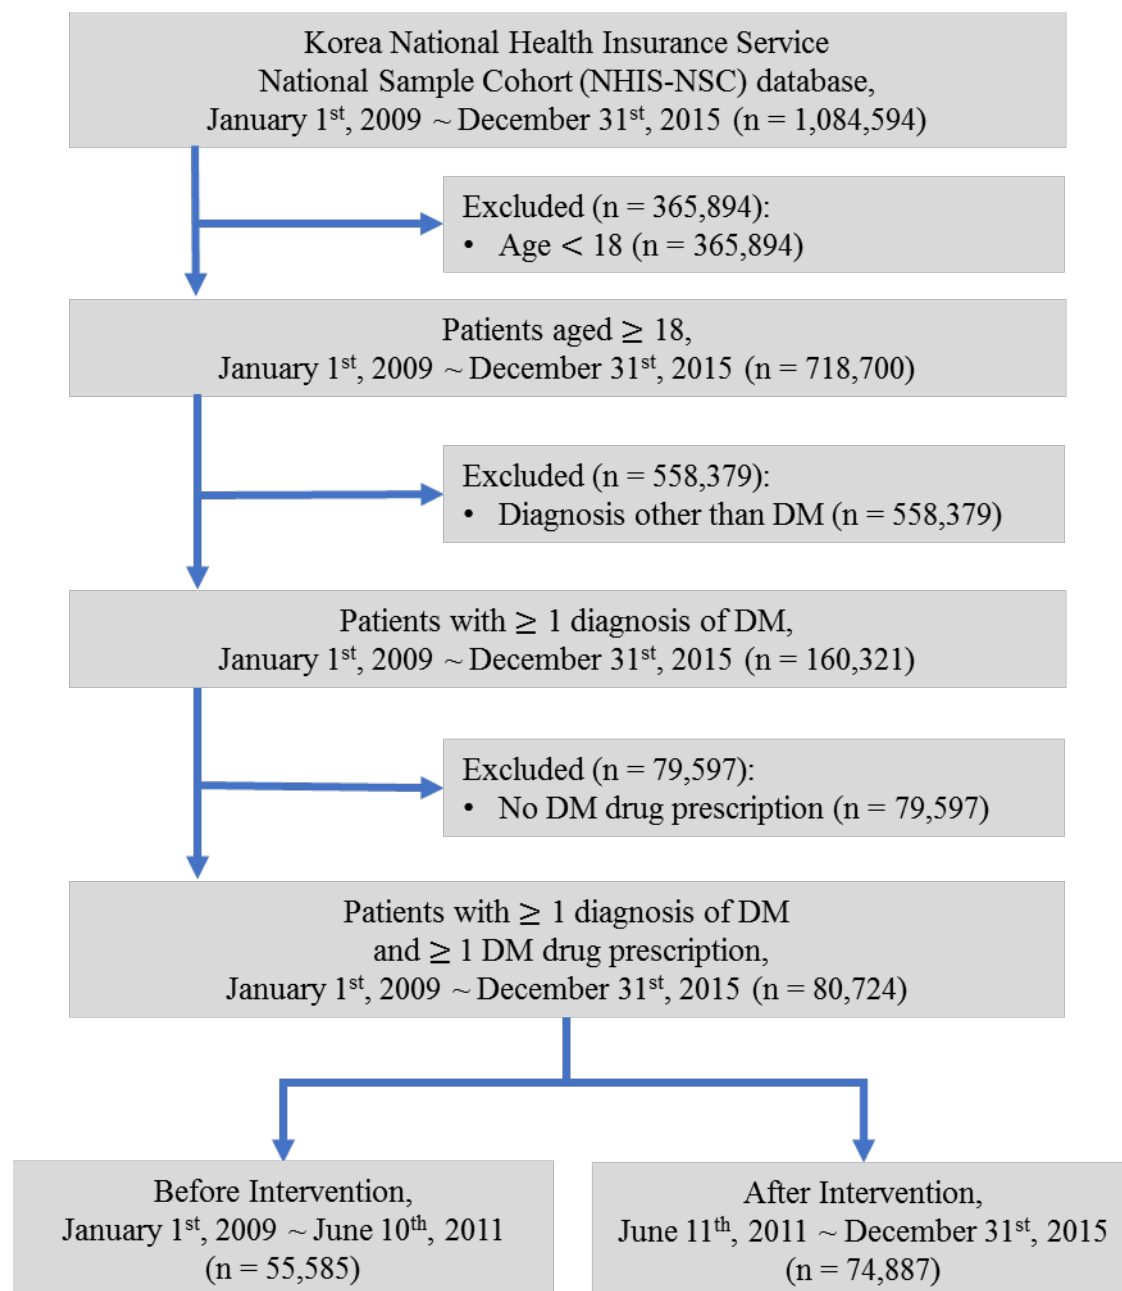 Korea National Health Insurance Service
National Sample Cohort (NHIS-NSC) database,
January 1st, 2009 ~ December 31st, 2015 (n = 1,084,594)
Excluded (n = 365,894):
• Age < 18 (n = 365,894)
Patients aged ≥ 18,
January 1st, 2009 ~ December 31st, 2015 (n = 718,700)
Excluded (n = 558,379):
• Diagnosis other than DM (n = 558,379)
Patients with ≥ 1 diagnosis of DM,
January 1st, 2009 ~ December 31st, 2015 (n = 160,321)
Excluded (n = 79,597):
• No DM drug prescription (n = 79,597)
Patients with ≥ 1 diagnosis of DM
and ≥ 1 DM drug prescription,
January 1st, 2009 ~ December 31st, 2015 (n = 80,724)
Before Intervention,
January 1st, 2009 ~ June 10th, 2011
(n = 55,585)
After Intervention,
June 11th, 2011 ~ December 31st, 2015
(n = 74,887)